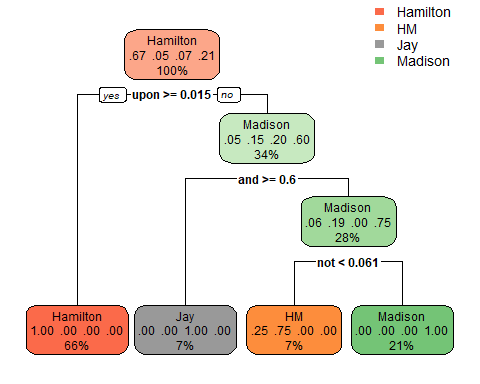 Hamilton
HM
Jay
Madison
Hamilton
.67 .05 .07 .21
100%
yes upon >= 0.015 no
Madison
.05 .15 .20 .60
34%
and >= 0.6
Madison
.06 .19 .00 .75
28%
not < 0.061
Hamilton
1.00 .00 .00 .00
66%
Jay
.00 .00 1.00 .00
7%
HM
.25 .75 .00 .00
7%
Madison
.00 .00 .00 1.00
21%